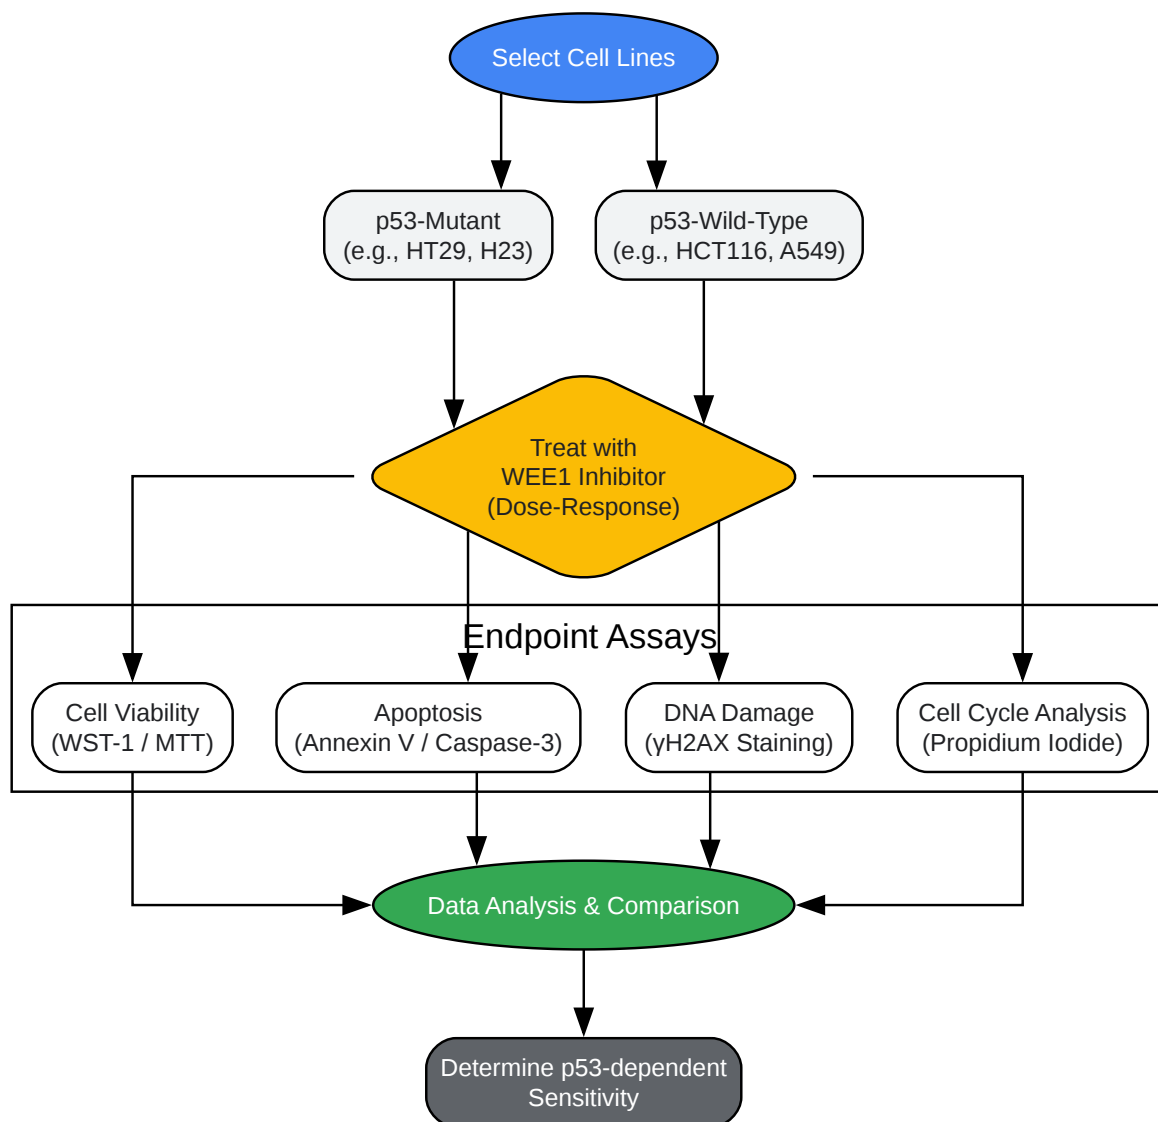 Select Cell Lines
p53-Mutant
(e.g., HT29, H23)
p53-Wild-Type
(e.g., HCT116, A549)
Treat with
WEE1 Inhibitor
(Dose-Response)
Endpoint Assays
Cell Viability
(WST-1 / MTT)
Apoptosis
(Annexin V / Caspase-3)
DNA Damage
(γH2AX Staining)
Cell Cycle Analysis
(Propidium Iodide)
Data Analysis & Comparison
Determine p53-dependent
Sensitivity